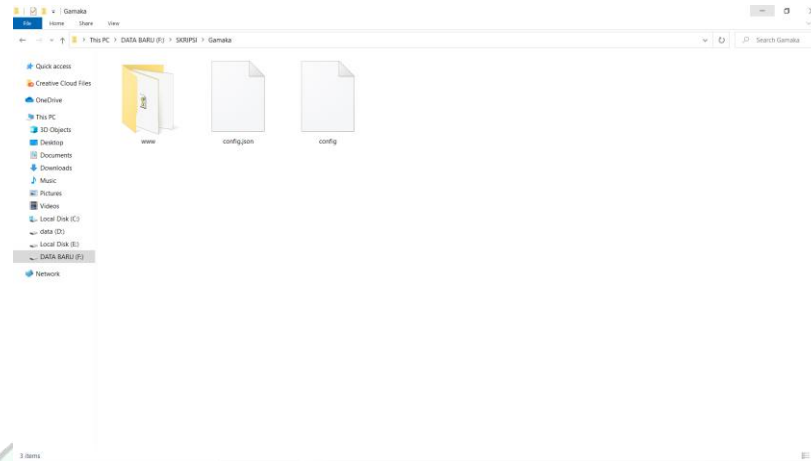 Gamaka
File Home Share View
This PC > DATA BARU (F:) > SKRIPSI > Gamaka
Search Gamaka
Quick access
Creative Cloud Files
OneDrive
This PC
3D Objects
Desktop
Documents
Downloads
Music
Pictures
Videos
Local Disk (C:)
data (D:)
Local Disk (E:)
DATA BARU (F:)
Network
www config.json config
3 items